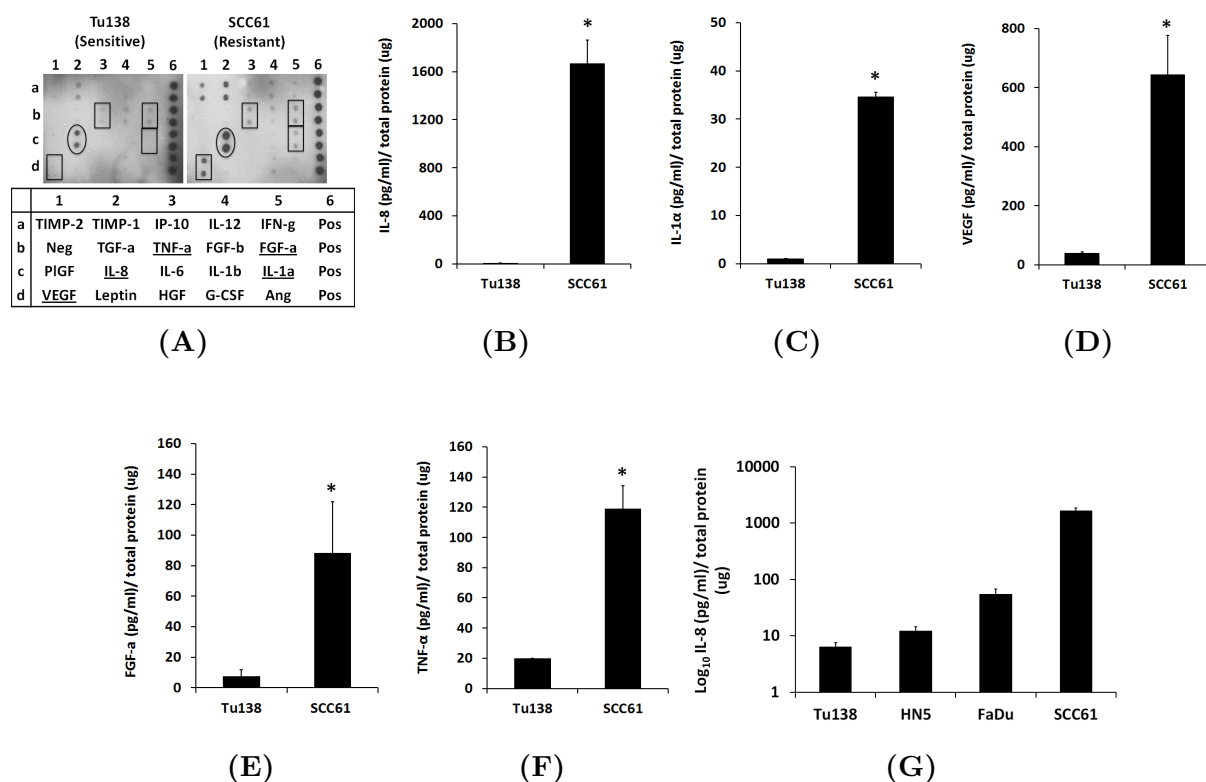 Tu138
(Sensitive)
SCC61
(Resistant)
1 2 3 4 5 6 1 2 3 4 5 6
a
b
c
d
1 2 3 4 5 6
a TIMP-2 TIMP-1 IP-10 IL-12 IFN-g Pos
b Neg TGF-a TNF-a FGF-b FGF-a Pos
c PlGF IL-8 IL-6 IL-1b IL-1a Pos
d VEGF Leptin HGF G-CSF Ang Pos
(A)
IL-8 (pg/ml)/ total protein (ug)
2000
1600
1200
800
400
0
*
Tu138 SCC61
(B)
IL-1α (pg/ml)/ total protein (ug)
50
40
30
20
10
0
*
Tu138 SCC61
(C)
VEGF (pg/ml)/ total protein (ug)
800
600
400
200
0
*
Tu138 SCC61
(D)
FGF-a (pg/ml)/ total protein (ug)
160
140
120
100
80
60
40
20
0
*
Tu138 SCC61
(E)
TNF-α (pg/ml)/ total protein (ug)
160
140
120
100
80
60
40
20
0
*
Tu138 SCC61
(F)
Log10 IL-8 (pg/ml)/ total protein
(ug)
10000
1000
100
10
1
Tu138 HN5 FaDu SCC61
(G)